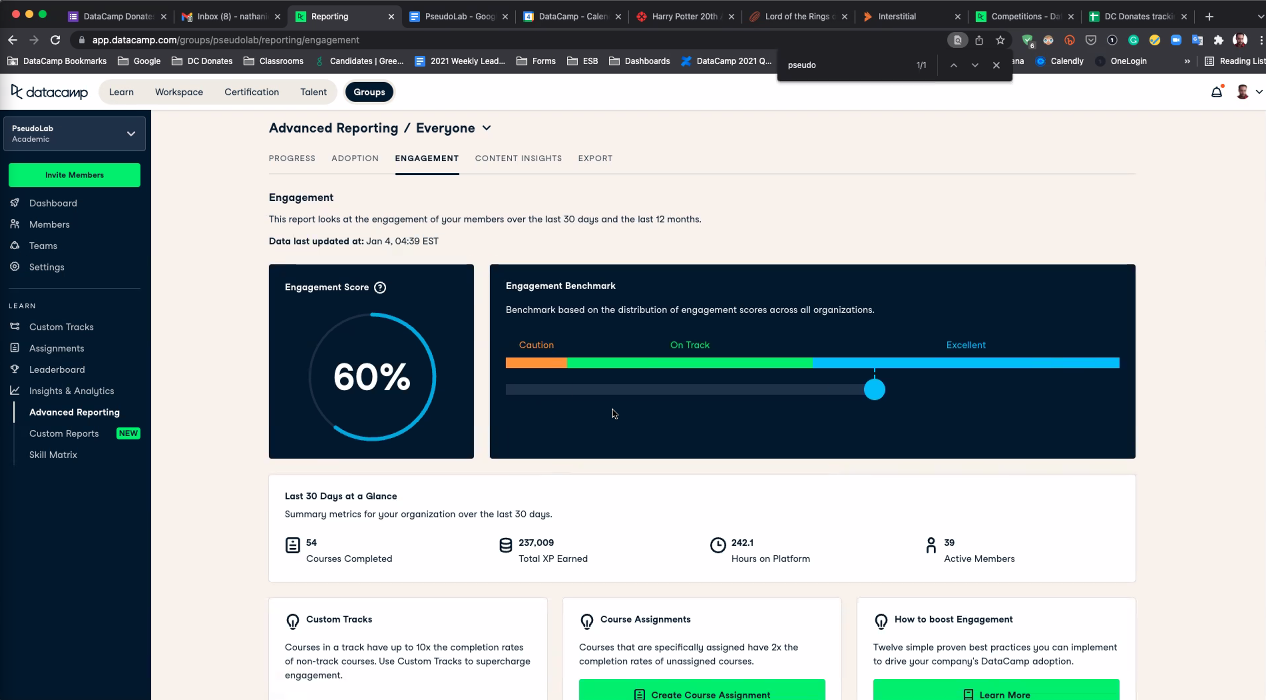 DataCamp Donate
Inbox (8) - nathani
Reporting
PseudoLab - Goog
DataCamp - Calen
Harry Potter 20th
Lord of the Rings
Interstitial
Competitions - Da
DC Donates track
app.datacamp.com/groups/pseudolab/reporting/engagement
DataCamp Bookmarks
Google
DC Donates
Classrooms
Candidates | Gree...
2021 Weekly Lead...
Forms
ESB
Dashboards
DataCamp 2021 Q...
ana
Calendly
OneLogin
»
Reading List
pseudo
1/1
datacamp
Learn
Workspace
Certification
Talent
Groups
PseudoLab
Academic
Invite Members
Dashboard
Members
Teams
Settings
LEARN
Custom Tracks
Assignments
Leaderboard
Insights & Analytics
Advanced Reporting
Custom Reports NEW
Skill Matrix
Advanced Reporting / Everyone
PROGRESS
ADOPTION
ENGAGEMENT
CONTENT INSIGHTS
EXPORT
Engagement
This report looks at the engagement of your members over the last 30 days and the last 12 months.
Data last updated at: Jan 4, 04:39 EST
Engagement Score ?
60%
Engagement Benchmark
Benchmark based on the distribution of engagement scores across all organizations.
Caution
On Track
Excellent
Last 30 Days at a Glance
Summary metrics for your organization over the last 30 days.
54
Courses Completed
237,009
Total XP Earned
242.1
Hours on Platform
39
Active Members
Custom Tracks
Courses in a track have up to 10x the completion rates
of non-track courses. Use Custom Tracks to supercharge
engagement.
Course Assignments
Courses that are specifically assigned have 2x the
completion rates of unassigned courses.
Create Course Assignment
How to boost Engagement
Twelve simple proven best practices you can implement
to drive your company's DataCamp adoption.
Learn More